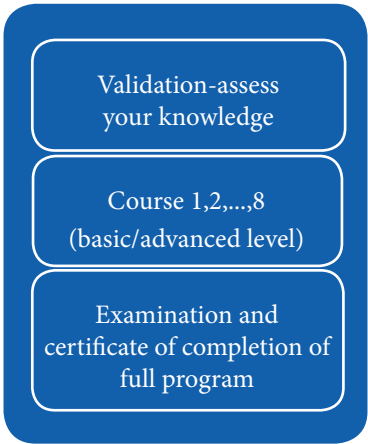 Validation-assess
your knowledge
Course 1,2,...,8
(basic/advanced level)
Examination and
certificate of completion of
full program